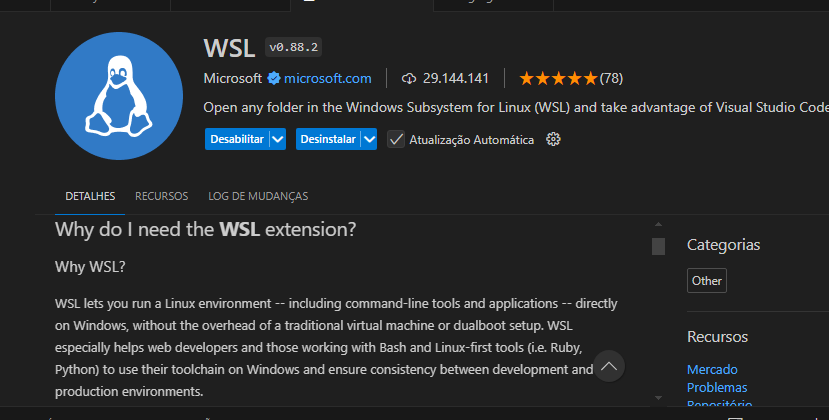 WSL v0.88.2
Microsoft microsoft.com 29.144.141 (78)
Open any folder in the Windows Subsystem for Linux (WSL) and take advantage of Visual Studio Code
Desabilitar Desinstalar Atualização Automática
DETALHES RECURSOS LOG DE MUDANÇAS
Why do I need the WSL extension?
Categorias
Why WSL?
Other
WSL lets you run a Linux environment -- including command-line tools and applications -- directly
on Windows, without the overhead of a traditional virtual machine or dualboot setup. WSL
especially helps web developers and those working with Bash and Linux-first tools (i.e. Ruby,
Python) to use their toolchain on Windows and ensure consistency between development and
production environments.
Recursos
Mercado
Problemas
Repositório